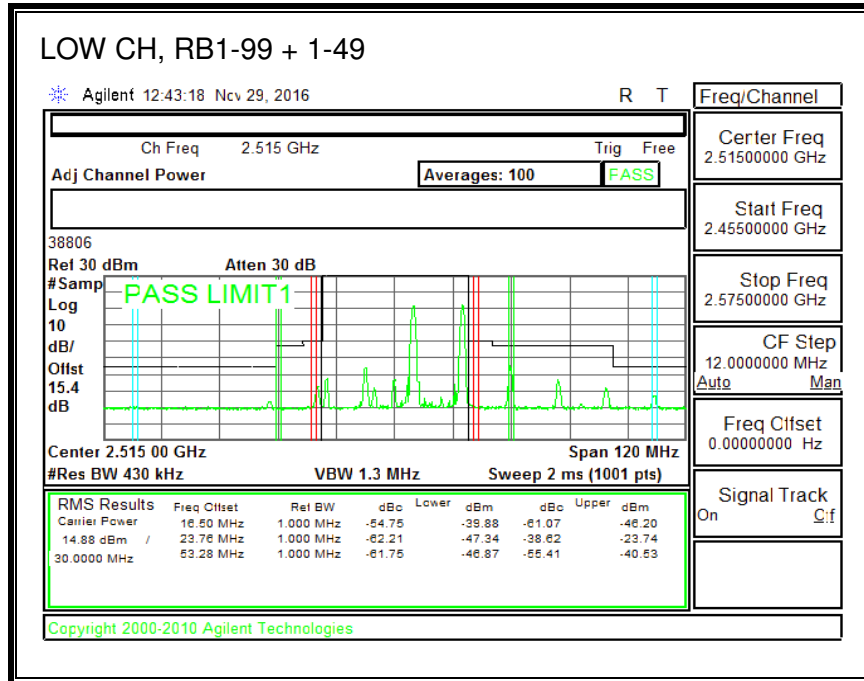 LOW CH, RB1-99 + 1-49
Agilent 12:43:18 Nov 29, 2016 R T
Freq/Channel
Ch Freq 2.515 GHz Trig Free
Adj Channel Power Averages: 100 PASS
Center Freq
2.51500000 GHz
Start Freq
2.45500000 GHz
38806
Ref 30 dBm Atten 30 dB
#Samp
Log
10
dB/
Offst
15.4
dB
PASS LIMIT1
Stop Freq
2.57500000 GHz
CF Step
12.0000000 MHz
Auto Man
Freq Offset
0.00000000 Hz
Center 2.515 00 GHz Span 120 MHz
#Res BW 430 kHz VBW 1.3 MHz Sweep 2 ms (1001 pts)
Signal Track
On Off
RMS Results Freq Offset Ref BW dBc Lower dBm dBc Upper dBm
Carrier Power 16.50 MHz 1.000 MHz -54.75 -39.88 -61.07 -46.20
14.88 dBm / 23.76 MHz 1.000 MHz -62.21 -47.34 -38.62 -23.74
30.0000 MHz 53.28 MHz 1.000 MHz -61.75 -46.87 -55.41 -40.53
Copyright 2000-2010 Agilent Technologies